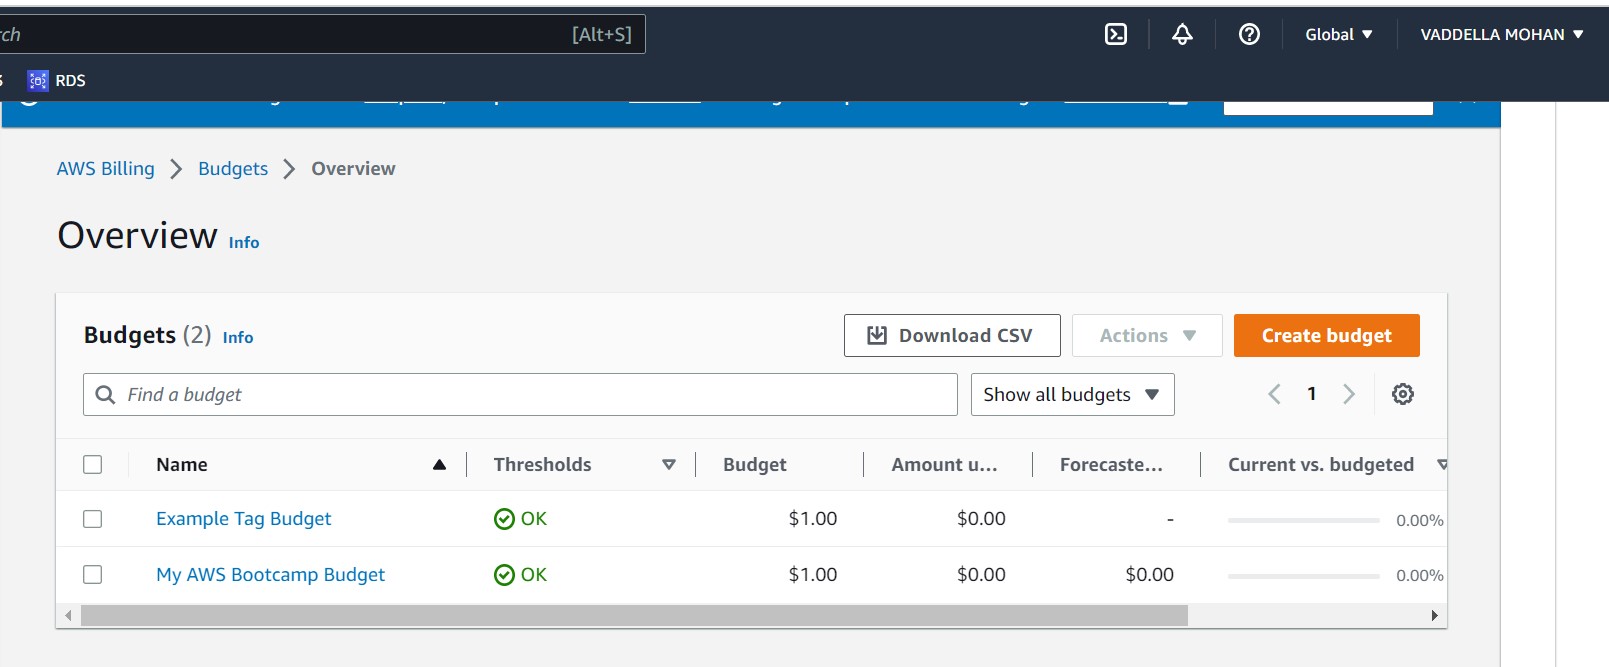 rch [Alt+S] Global ▼ VADDELLA MOHAN ▼
RDS
AWS Billing > Budgets > Overview
Overview Info
Budgets (2) Info Download CSV Actions ▼ Create budget
Find a budget Show all budgets ▼ < 1 >
Name ▲ Thresholds ▽ Budget Amount u... Forecaste... Current vs. budgeted ▽
Example Tag Budget OK $1.00 $0.00 - 0.00%
My AWS Bootcamp Budget OK $1.00 $0.00 $0.00 0.00%